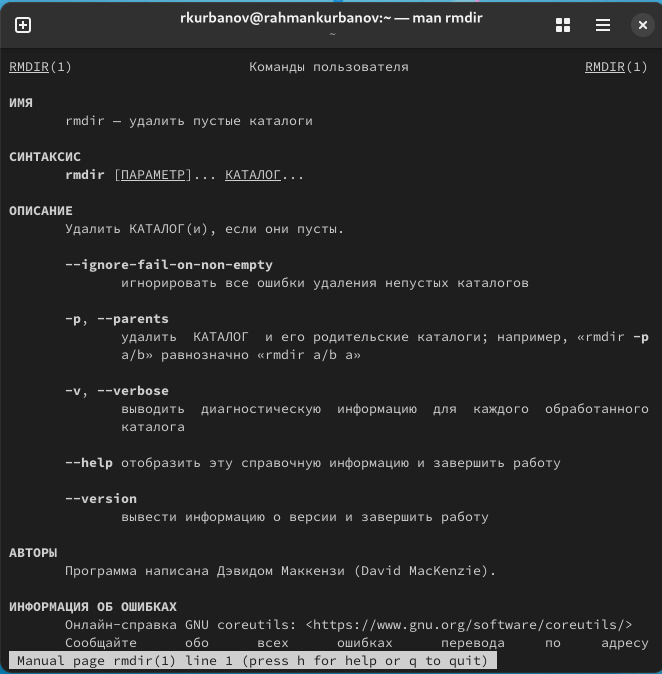 rkurbanov@rahmankurbanov:~ — man rmdir
~
RMDIR(1) Команды пользователя RMDIR(1)
ИМЯ
rmdir — удалить пустые каталоги
СИНТАКСИС
rmdir [ПАРАМЕТР]... КАТАЛОГ...
ОПИСАНИЕ
Удалить КАТАЛОГ(и), если они пусты.
--ignore-fail-on-non-empty
игнорировать все ошибки удаления непустых каталогов
-p, --parents
удалить КАТАЛОГ и его родительские каталоги; например, «rmdir -p
a/b» равнозначно «rmdir a/b a»
-v, --verbose
выводить диагностическую информацию для каждого обработанного
каталога
--help отобразить эту справочную информацию и завершить работу
--version
вывести информацию о версии и завершить работу
АВТОРЫ
Программа написана Дэвидом Маккензи (David MacKenzie).
ИНФОРМАЦИЯ ОБ ОШИБКАХ
Онлайн-справка GNU coreutils: <https://www.gnu.org/software/coreutils/>
Сообщайте обо всех ошибках перевода по адресу
Manual page rmdir(1) line 1 (press h for help or q to quit)